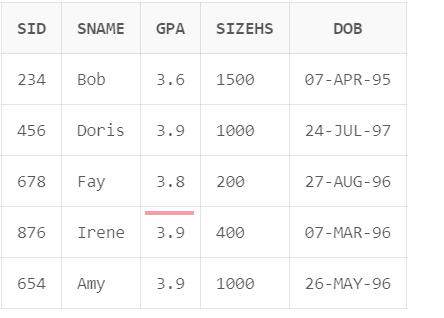 SID SNAME GPA SIZEHS DOB
234 Bob 3.6 1500 07-APR-95
456 Doris 3.9 1000 24-JUL-97
678 Fay 3.8 200 27-AUG-96
876 Irene 3.9 400 07-MAR-96
654 Amy 3.9 1000 26-MAY-96